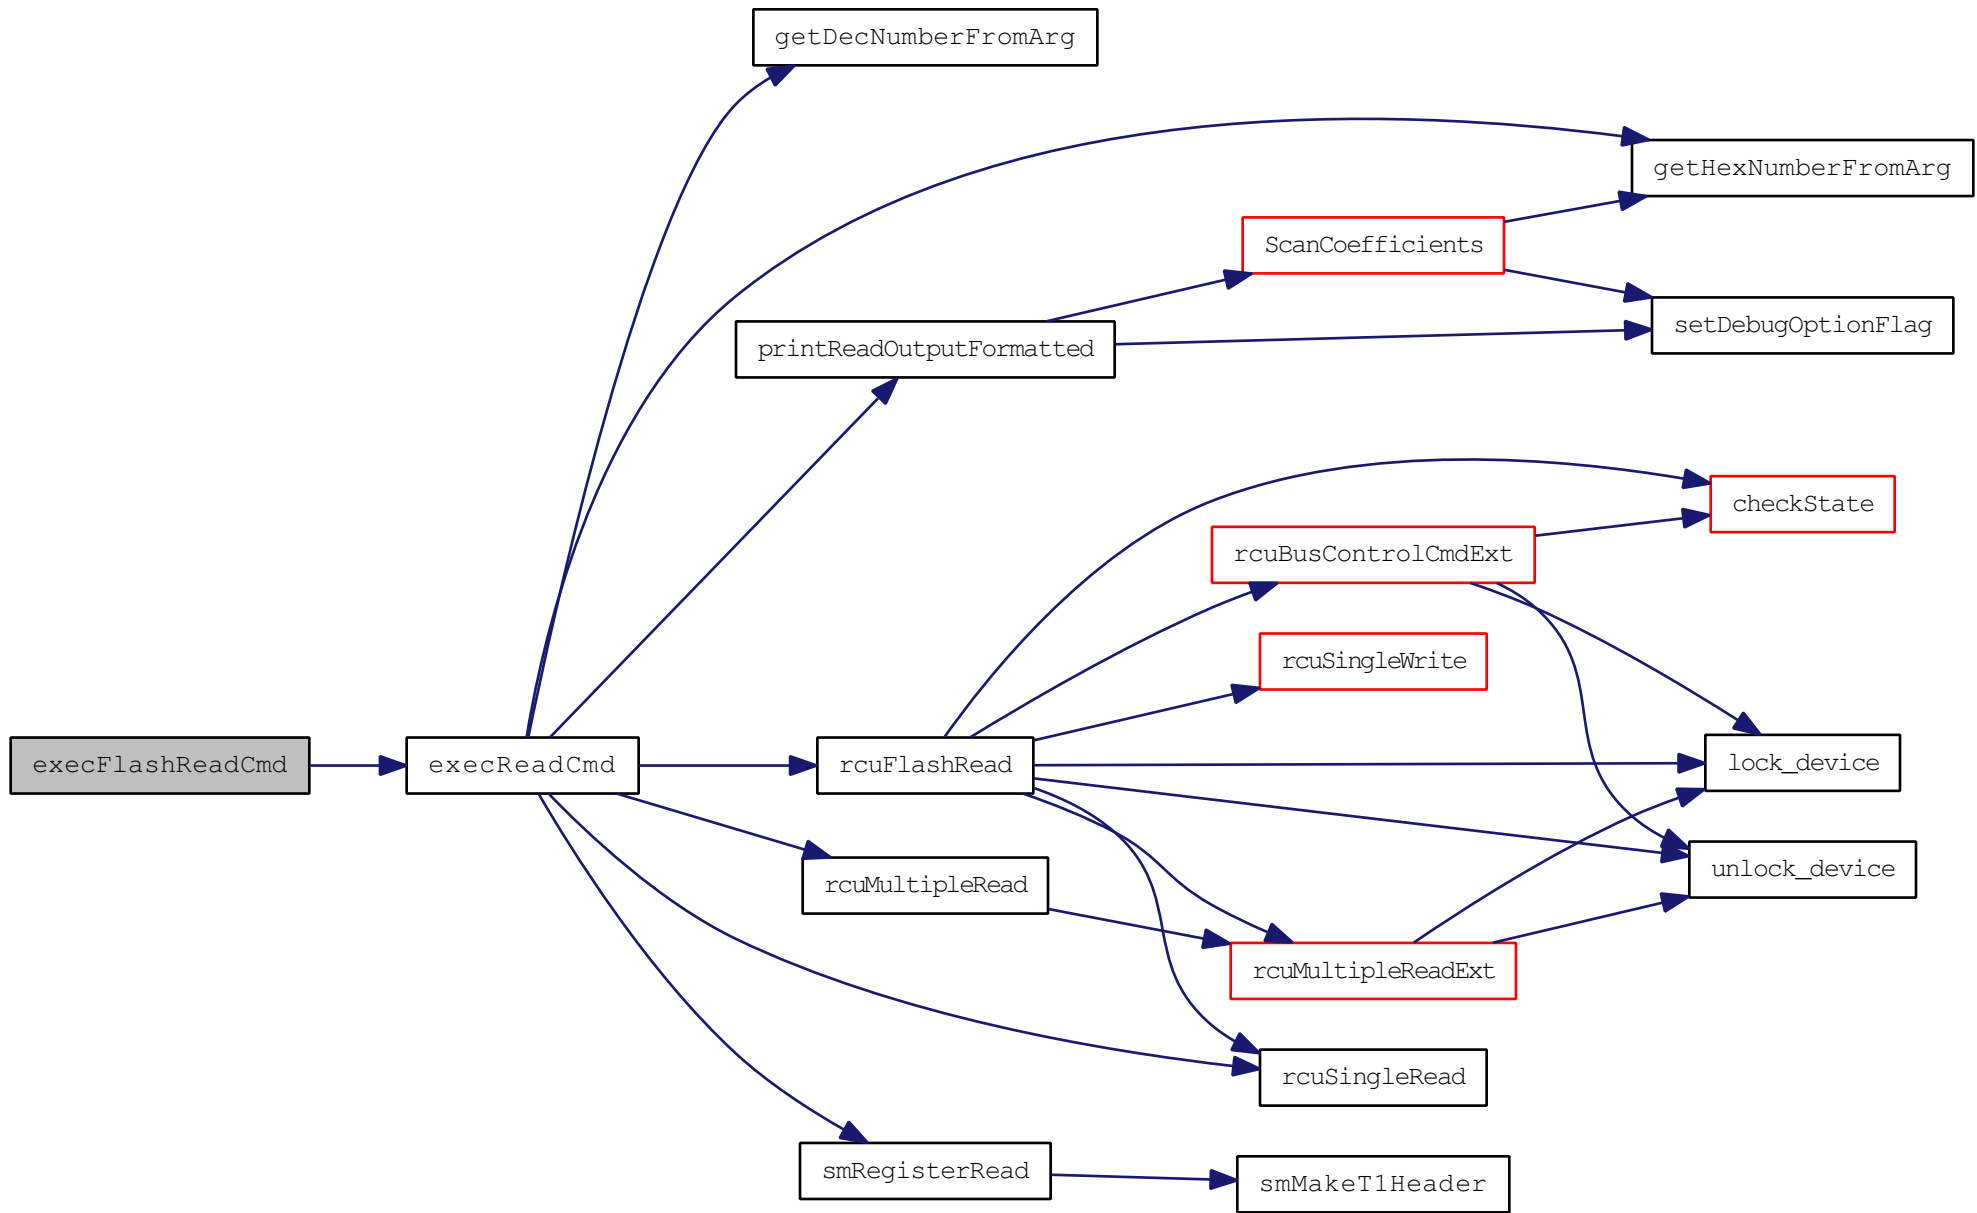 getDecNumberFromArg
getHexNumberFromArg
ScanCoefficients
setDebugOptionFlag
printReadOutputFormatted
checkState
rcuBusControlCmdExt
rcuSingleWrite
execFlashReadCmd
execReadCmd
rcuFlashRead
lock_device
unlock_device
rcuMultipleRead
rcuMultipleReadExt
rcuSingleRead
smRegisterRead
smMakeT1Header